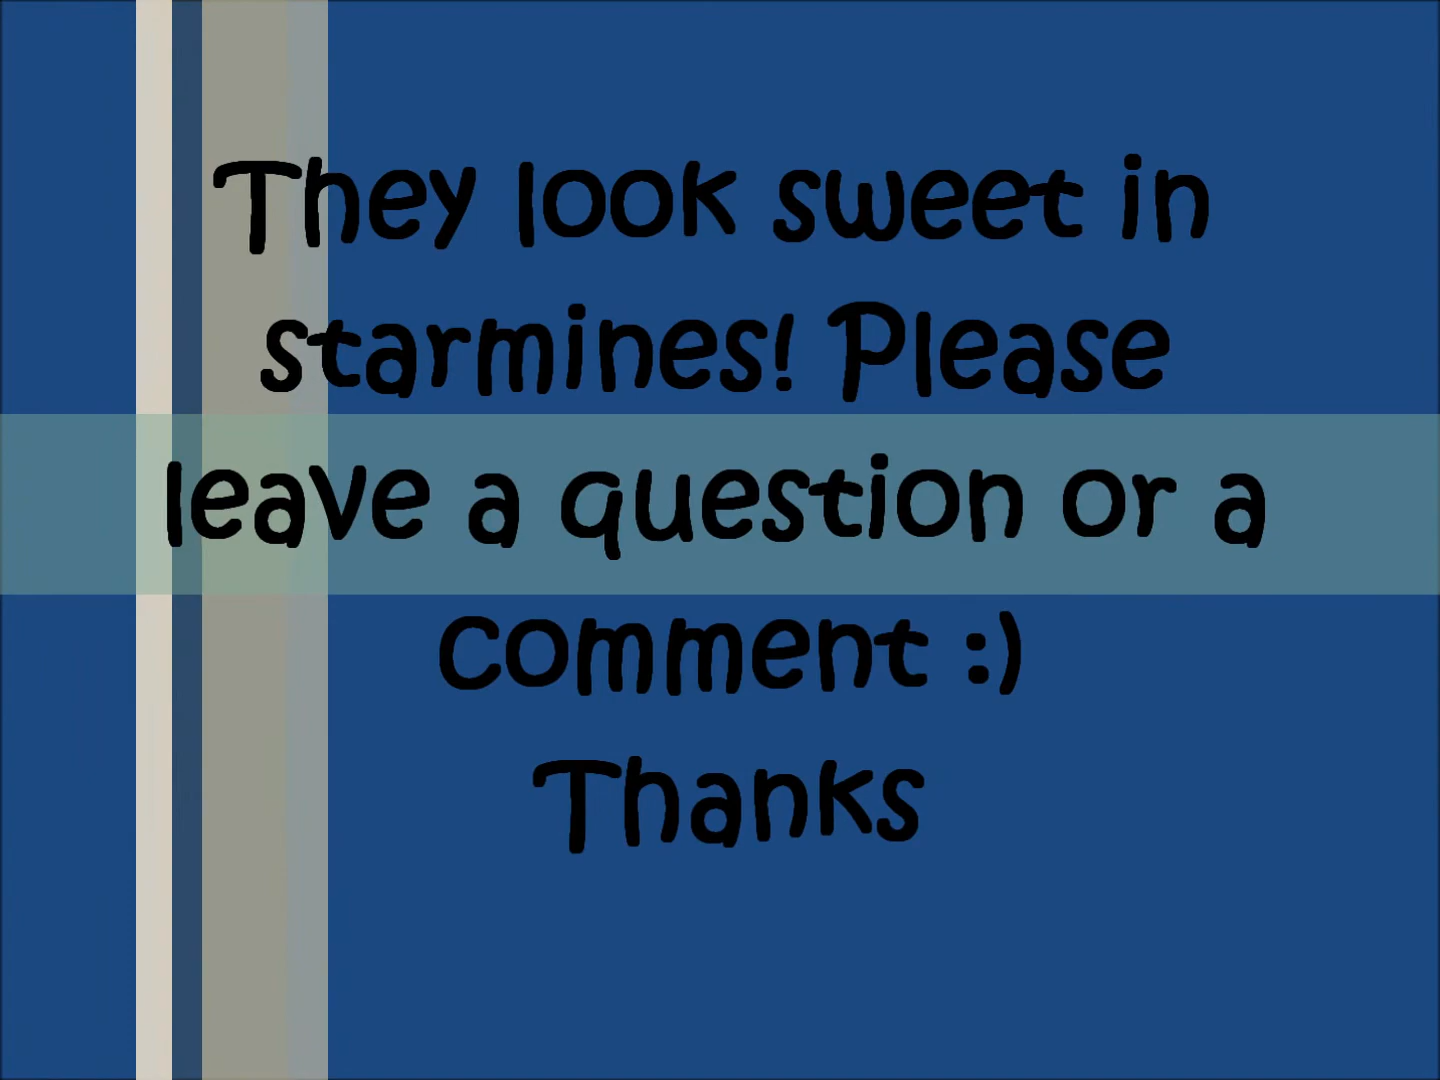 They look sweet in
starmines! Please
leave a question or a
comment :)
Thanks